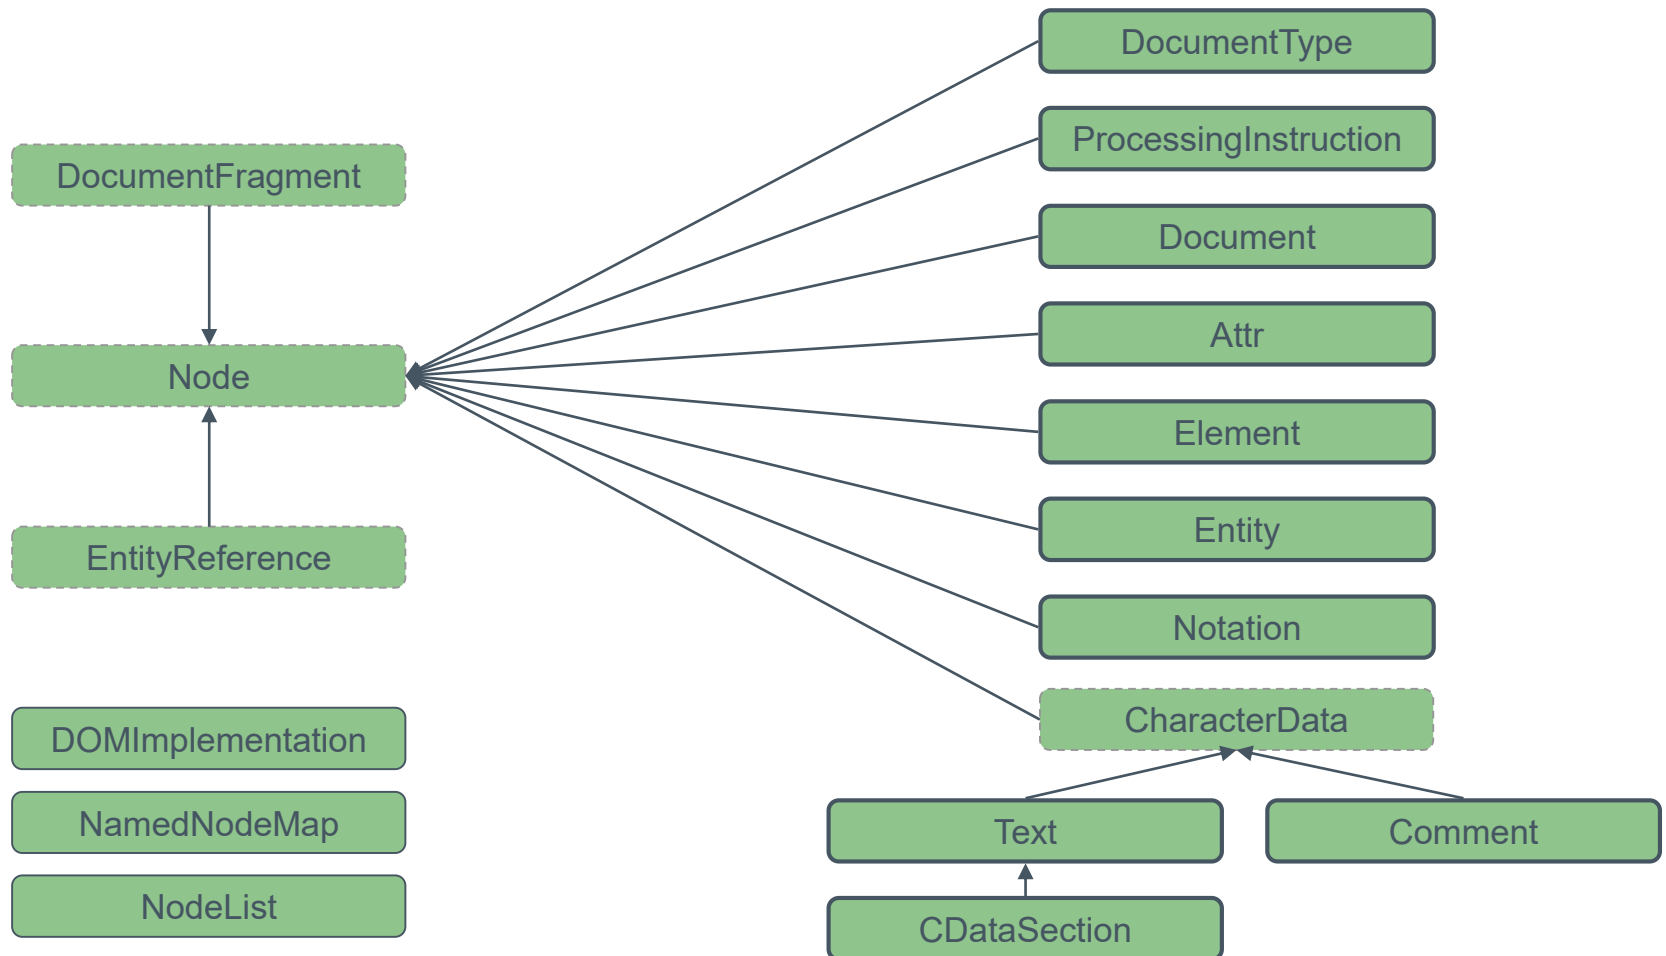 DocumentType
ProcessingInstruction
DocumentFragment
Document
Attr
Node
Element
Entity
EntityReference
Notation
CharacterData
DOMImplementation
NamedNodeMap
Text
Comment
NodeList
CDataSection